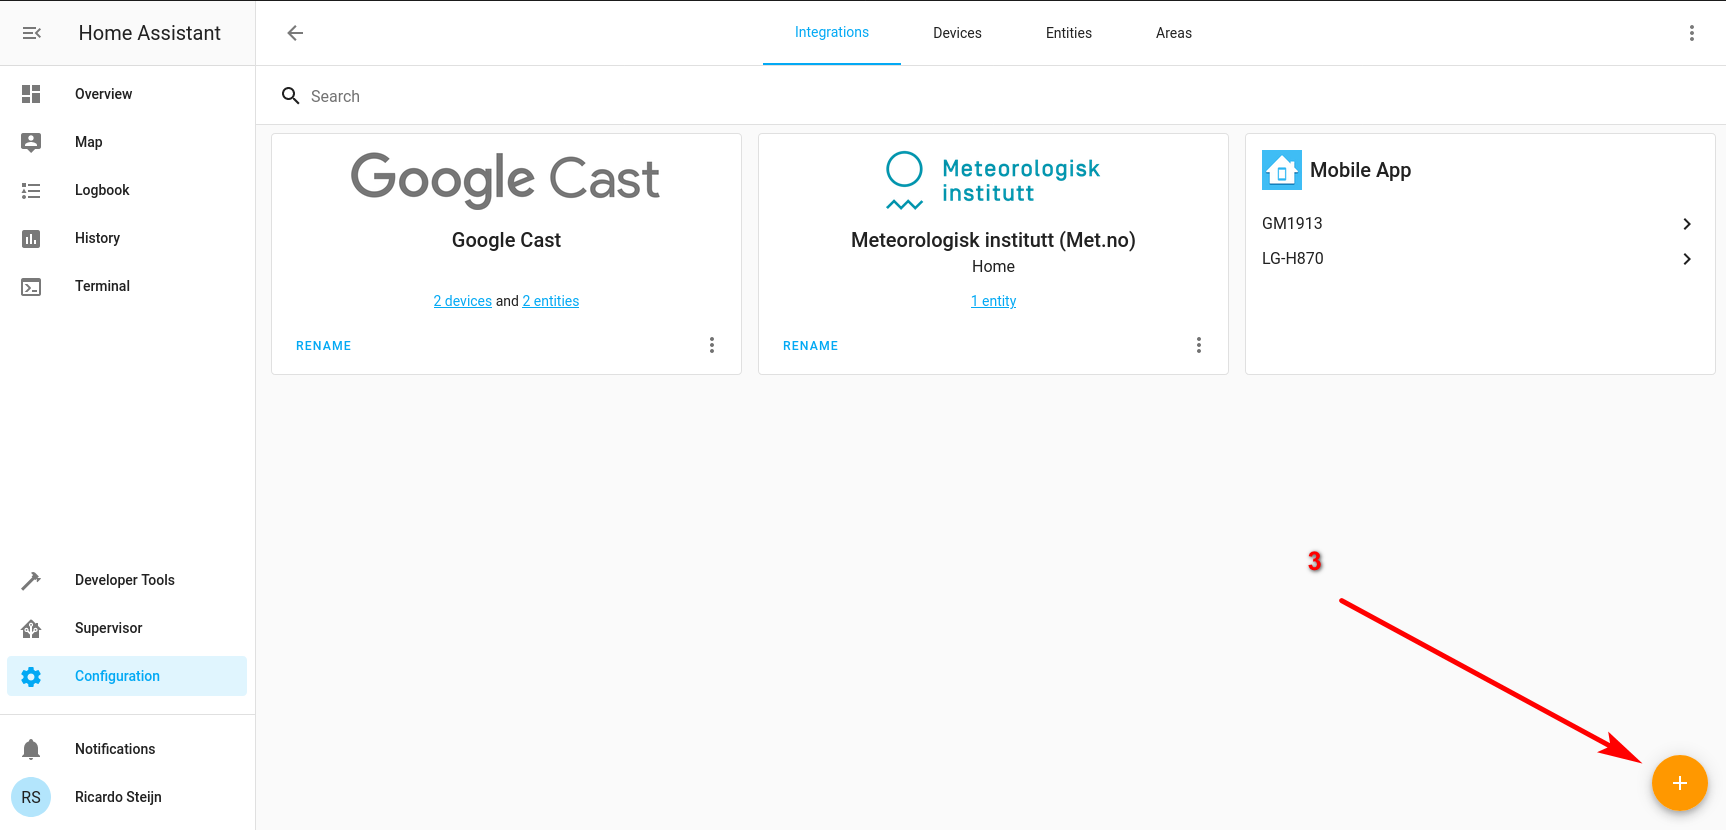 Home Assistant
Integrations Devices Entities Areas
Search
Overview
Map
Logbook
History
Terminal
Developer Tools
Supervisor
Configuration
Notifications
RS Ricardo Steijn
Google Cast
Google Cast
2 devices and 2 entities
RENAME
Meteorologisk
institutt
Meteorologisk institutt (Met.no)
Home
1 entity
RENAME
Mobile App
GM1913
LG-H870
3